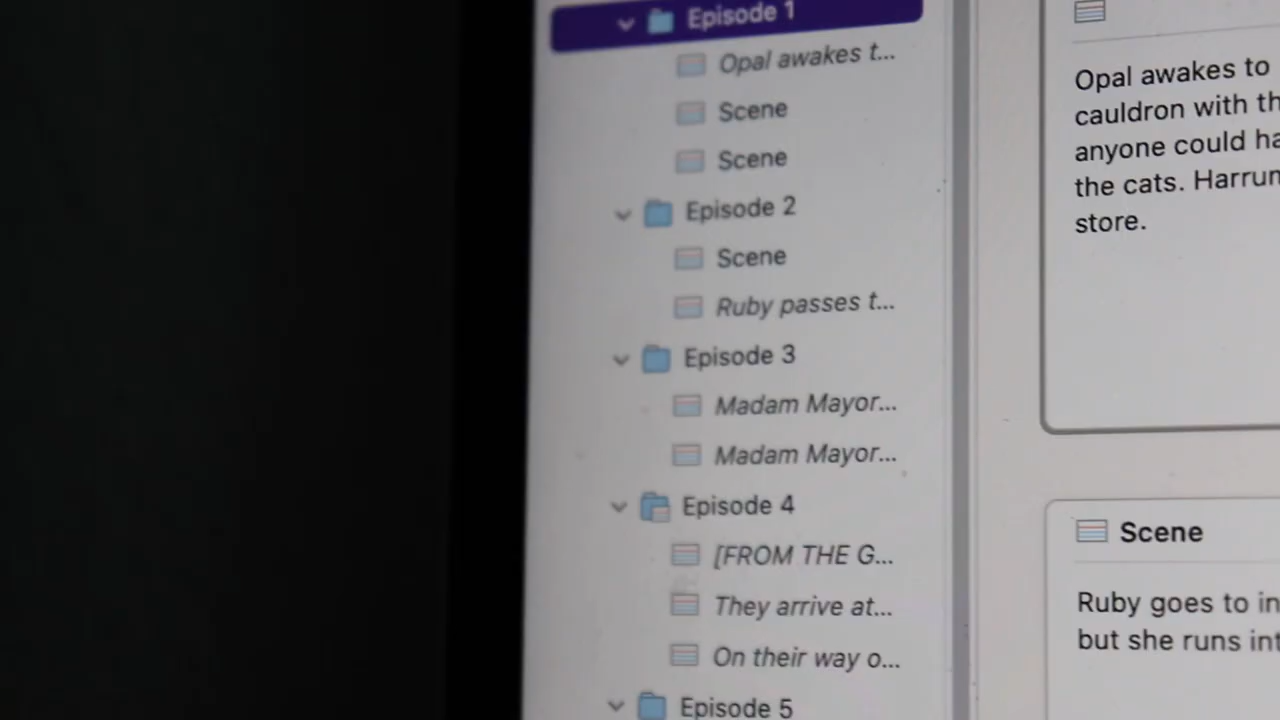 Episode 1
Opal awakes t...
Scene
Scene
Episode 2
Scene
Ruby passes t...
Episode 3
Madam Mayor...
Madam Mayor...
Episode 4
[FROM THE G...
They arrive at...
On their way o...
Episode 5
Opal awakes to
cauldron with th
anyone could ha
the cats. Harrum
store.
Scene
Ruby goes to in
but she runs int